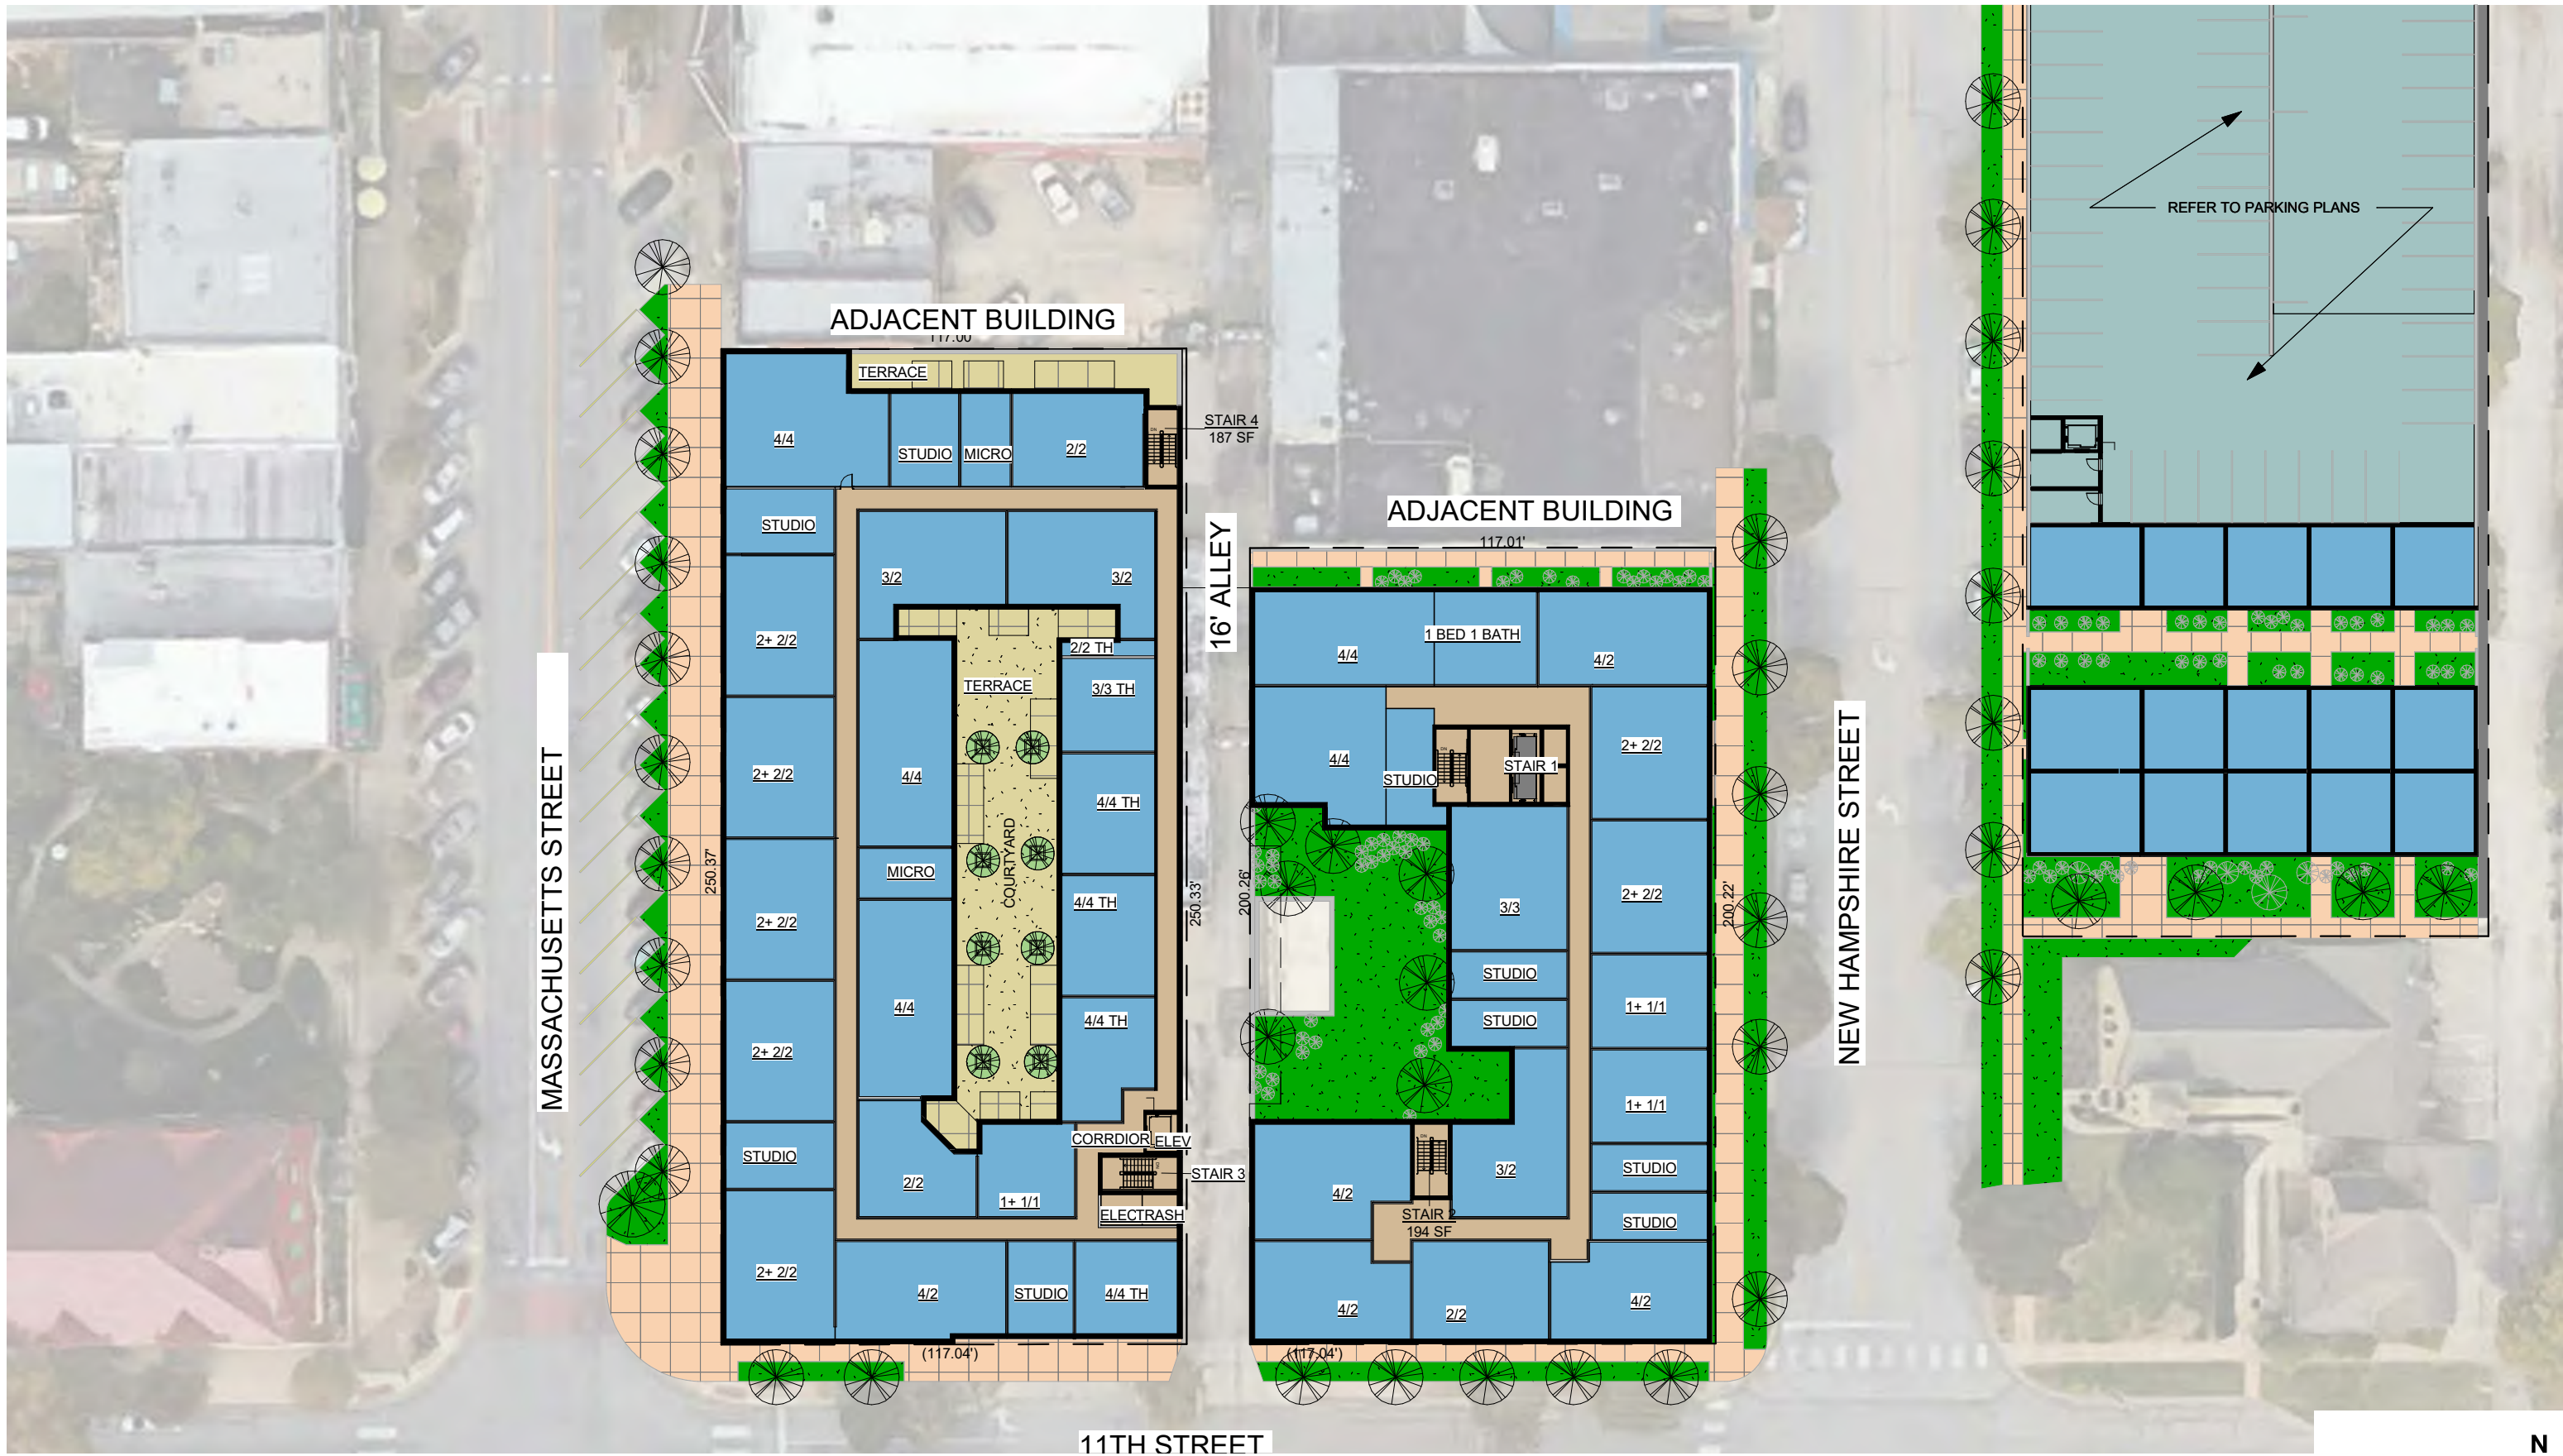 REFER TO PARKING PLANS
ADJACENT BUILDING
117.00'
TERRACE
STAIR 4
187 SF
4/4
STUDIO
MICRO
2/2
STUDIO
3/2
3/2
2+ 2/2
2/2 TH
TERRACE
3/3 TH
2+ 2/2
4/4
4/4 TH
COURTYARD
MICRO
4/4 TH
2+ 2/2
4/4
4/4 TH
2+ 2/2
CORRDIOR
ELEV
STUDIO
STAIR 3
2/2
1+ 1/1
ELECTRASH
2+ 2/2
4/2
STUDIO
4/4 TH
(117.04')
250.37'
250.33'
MASSACHUSETTS STREET
16' ALLEY
ADJACENT BUILDING
117.01'
4/4
1 BED 1 BATH
4/2
4/4
STUDIO
STAIR 1
2+ 2/2
3/3
2+ 2/2
STUDIO
STUDIO
1+ 1/1
1+ 1/1
3/2
4/2
STUDIO
STAIR 2
194 SF
STUDIO
4/2
2/2
4/2
(117.04')
200.26'
200.22'
NEW HAMPSHIRE STREET
11TH STREET
N